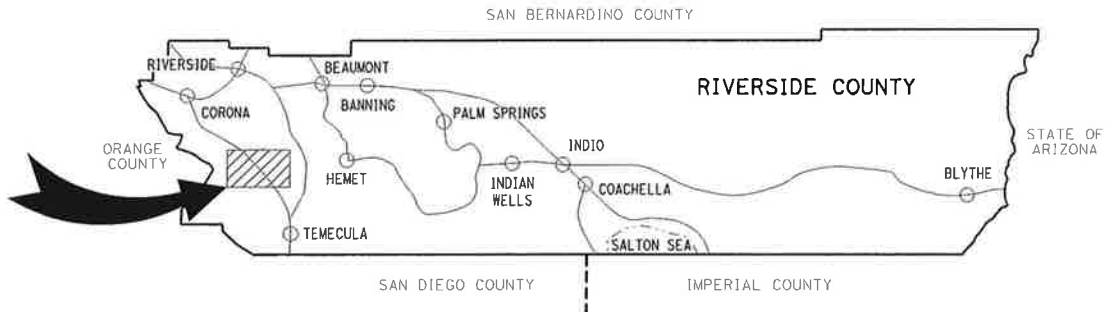 SAN BERNARDINO COUNTY
RIVERSIDE
BEAUMONT
RIVERSIDE COUNTY
CORONA
BANNING
PALM SPRINGS
ORANGE
COUNTY
STATE OF
ARIZONA
HEMET
INDIAN
WELLS
INDIO
COACHELLA
BLYTHE
TEMECULA
SALTON SEA
SAN DIEGO COUNTY
IMPERIAL COUNTY